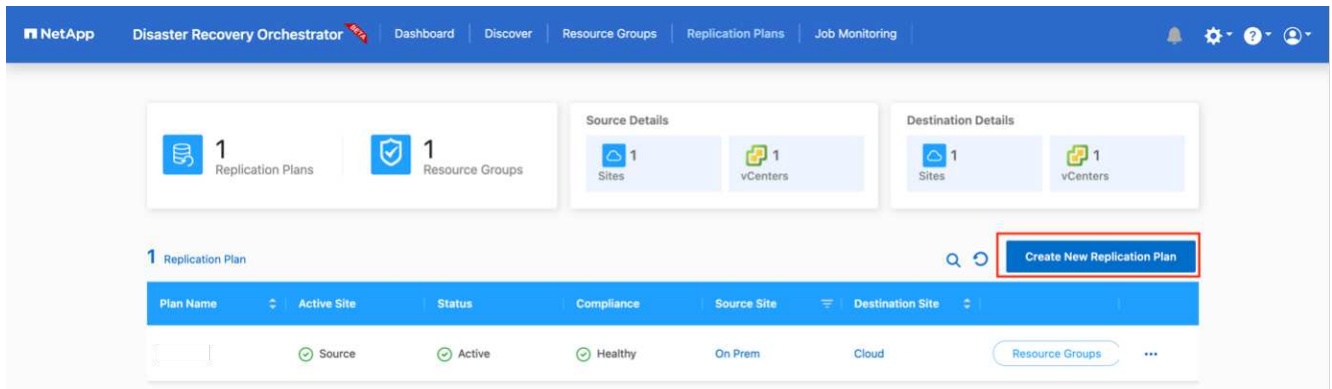 NetApp Disaster Recovery Orchestrator BETA Dashboard Discover Resource Groups Replication Plans Job Monitoring
1
Replication Plans
1
Resource Groups
Source Details
1
Sites
1
vCenters
Destination Details
1
Sites
1
vCenters
1 Replication Plan
Create New Replication Plan
Plan Name Active Site Status Compliance Source Site Destination Site
Source Active Healthy On Prem Cloud Resource Groups